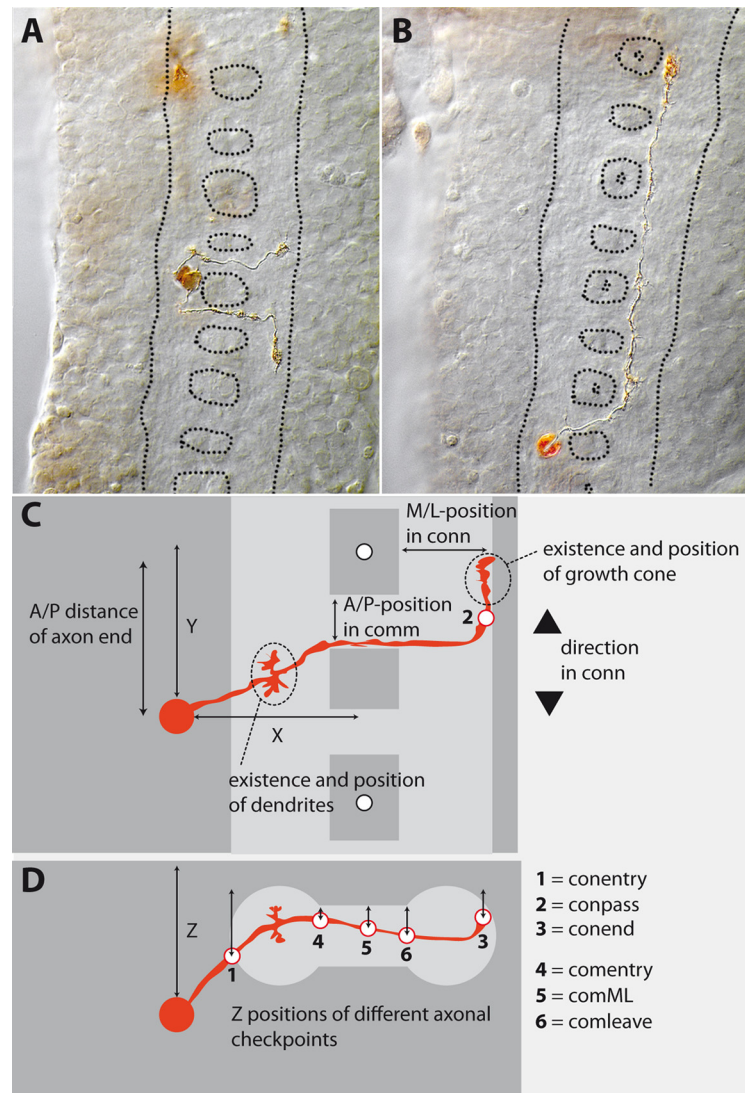 A
B
C
M/L-position
in conn
existence and position
of growth cone
A/P distance
of axon end
Y
A/P-position
in comm
2
direction
in conn
X
existence and position
of dendrites
D
Z
1
4
5
6
3
Z positions of different axonal
checkpoints
1 = conentry
2 = conpass
3 = conend
4 = comentry
5 = comML
6 = comleave